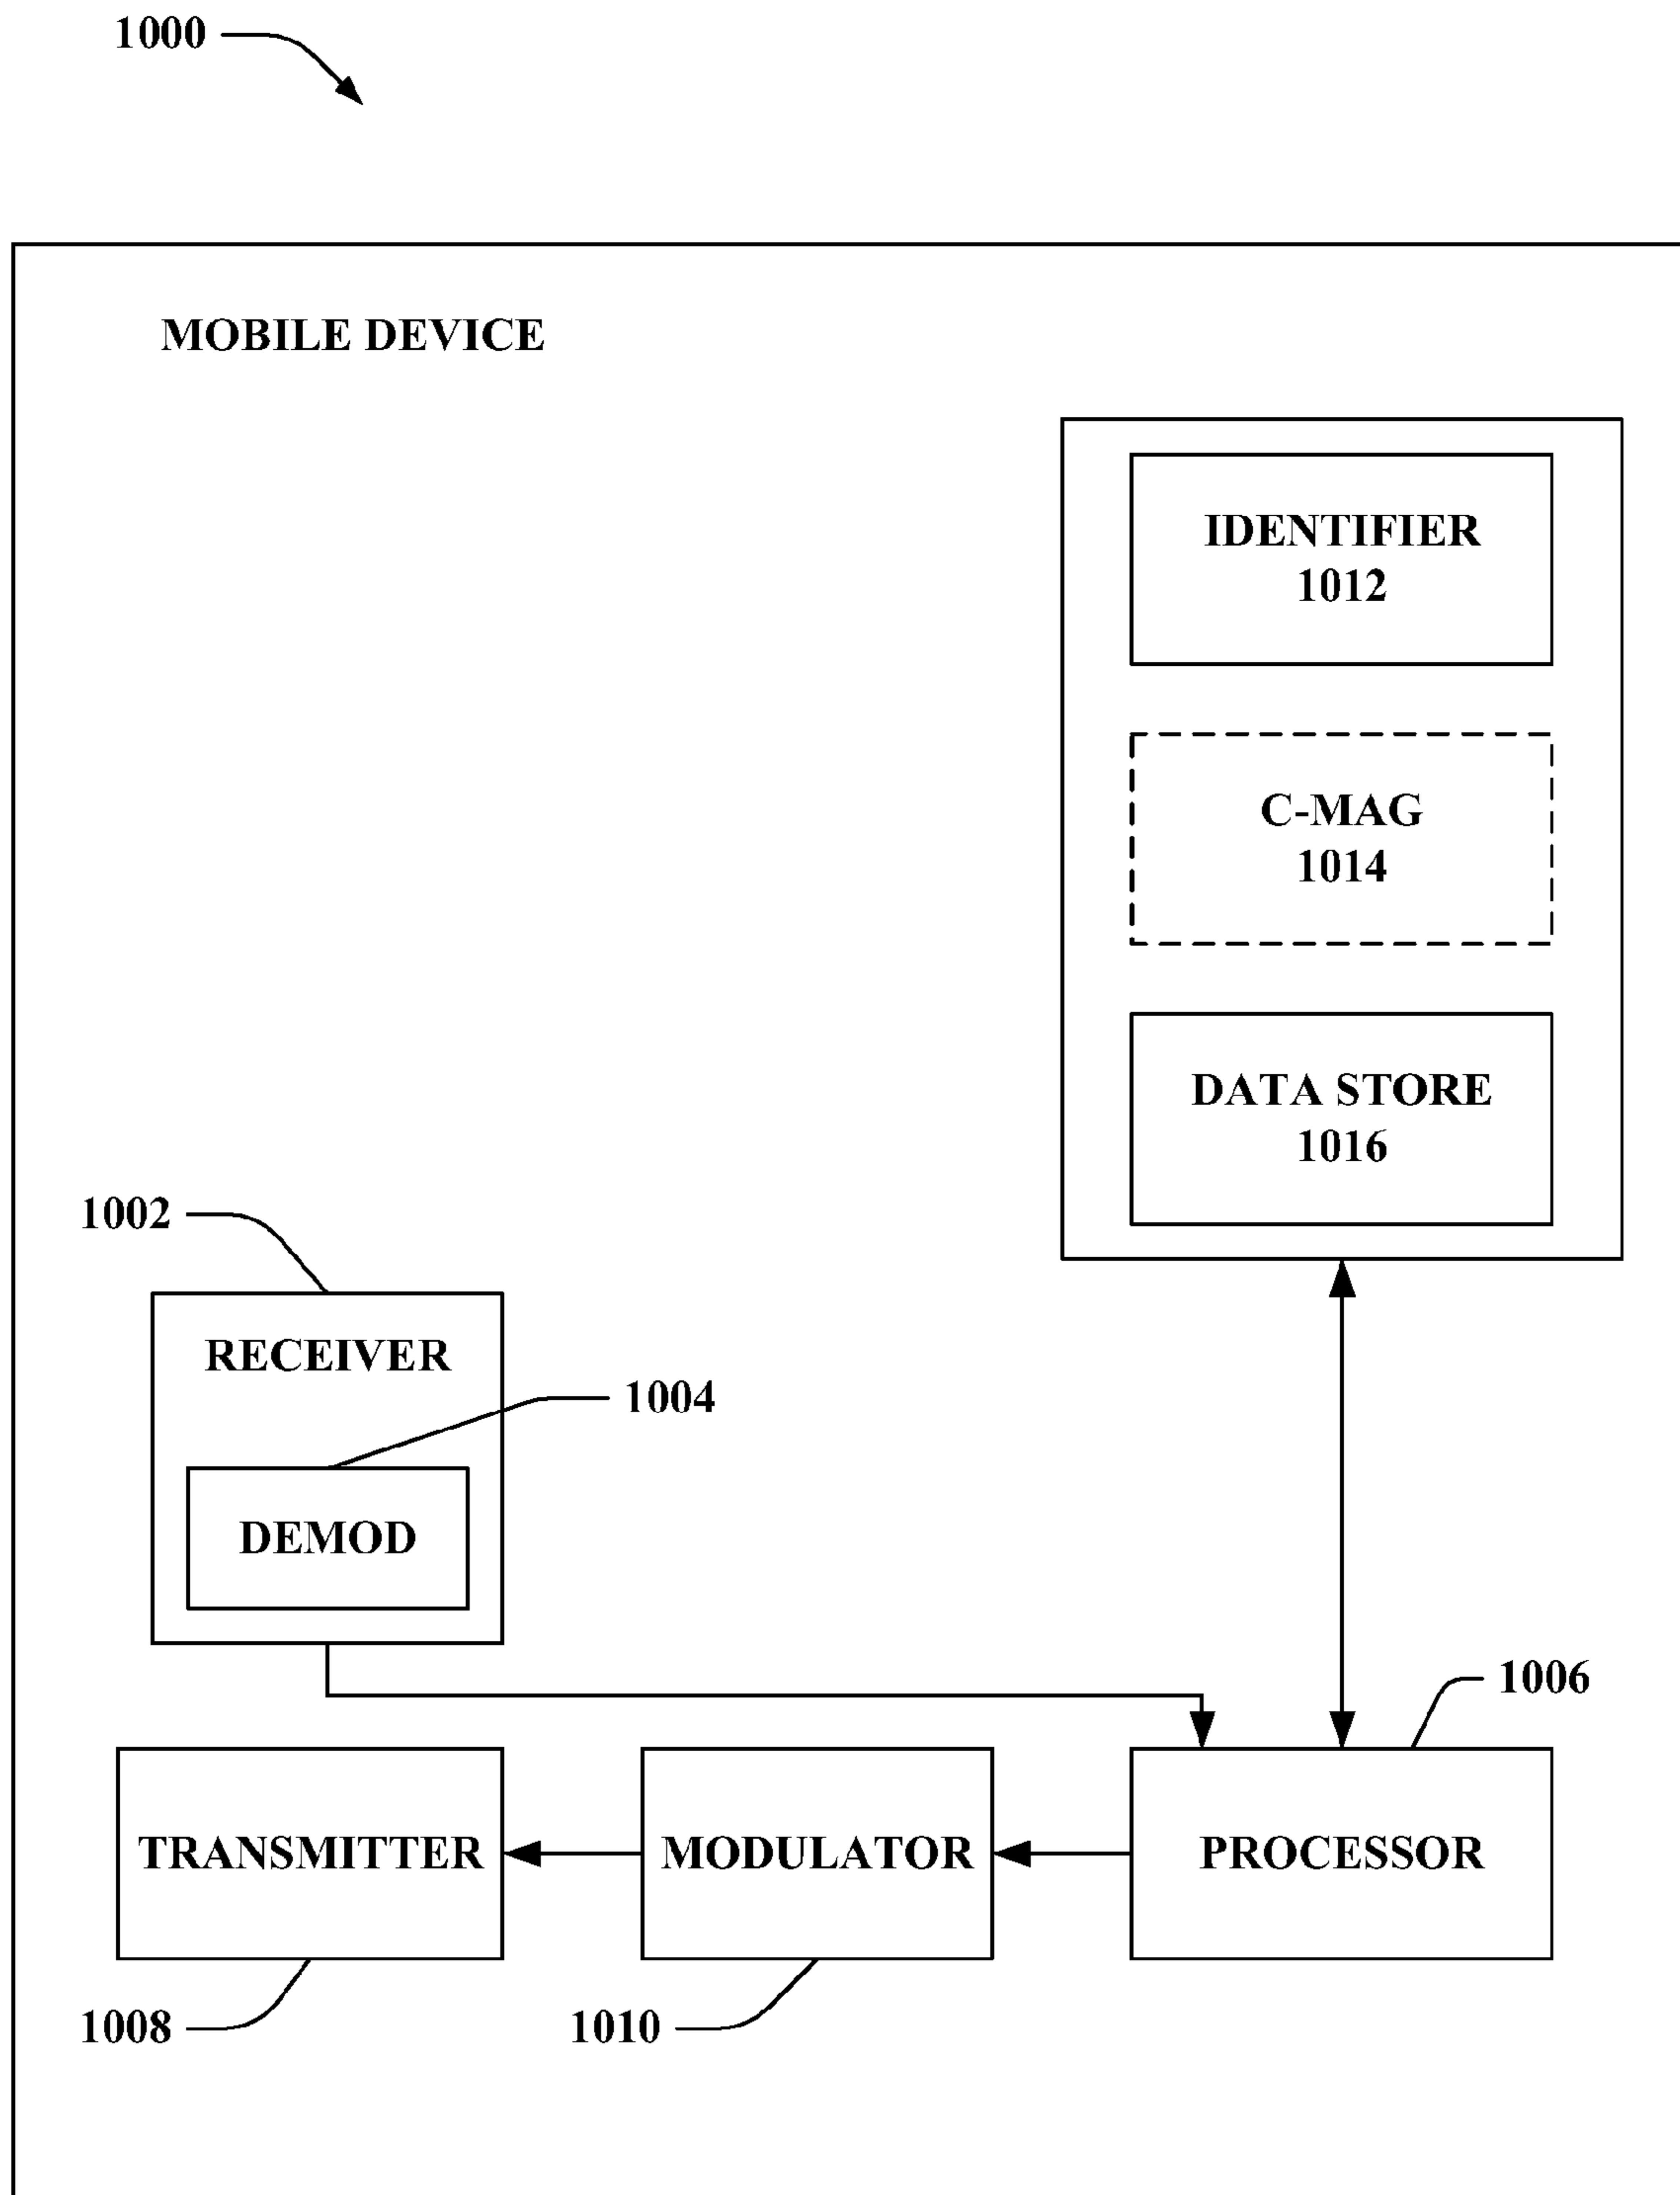 1000
MOBILE DEVICE
IDENTIFIER
1012
C-MAG
1014
DATA STORE
1016
1002
RECEIVER
1004
DEMOD
1006
TRANSMITTER
MODULATOR
PROCESSOR
1008
1010